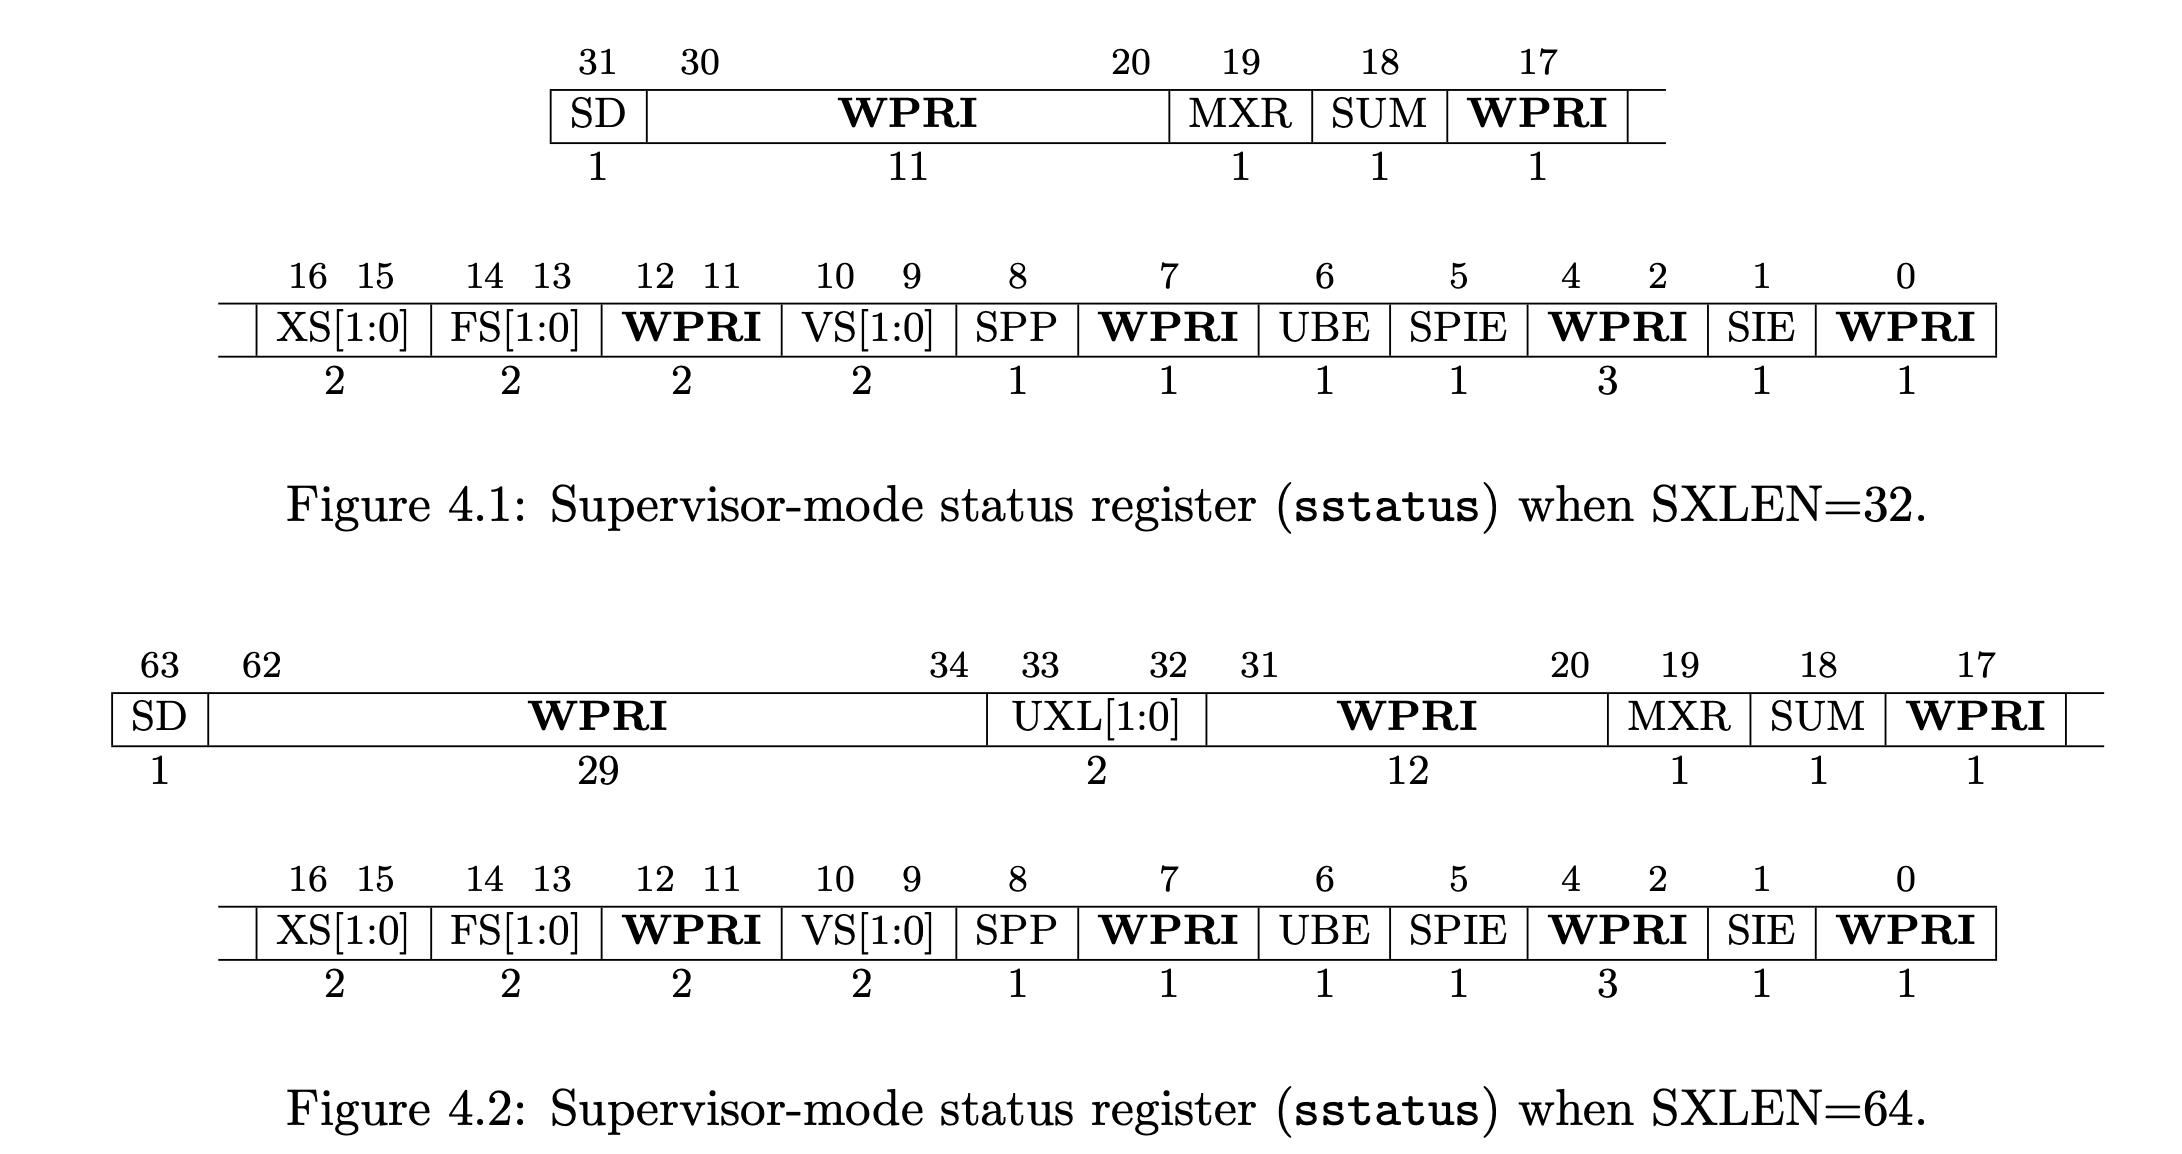 31 30 20 19 18 17
SD WPRI MXR SUM WPRI
1 11 1 1 1
16 15 14 13 12 11 10 9 8 7 6 5 4 2 1 0
XS[1:0] FS[1:0] WPRI VS[1:0] SPP WPRI UBE SPIE WPRI SIE WPRI
2 2 2 2 1 1 1 1 3 1 1
Figure 4.1: Supervisor-mode status register (sstatus) when SXLEN=32.
63 62 34 33 32 31 20 19 18 17
SD WPRI UXL[1:0] WPRI MXR SUM WPRI
1 29 2 12 1 1 1
16 15 14 13 12 11 10 9 8 7 6 5 4 2 1 0
XS[1:0] FS[1:0] WPRI VS[1:0] SPP WPRI UBE SPIE WPRI SIE WPRI
2 2 2 2 1 1 1 1 3 1 1
Figure 4.2: Supervisor-mode status register (sstatus) when SXLEN=64.